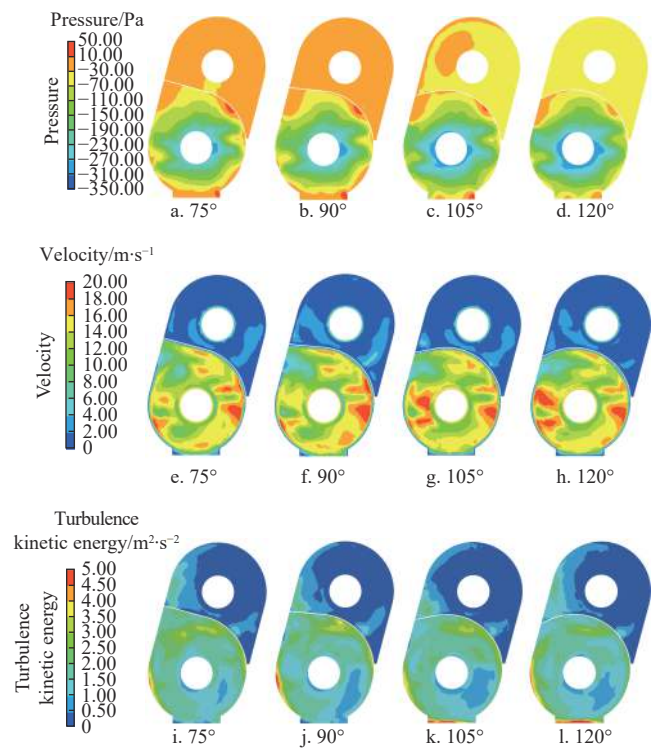 Pressure/Pa
50.00
10.00
−30.00
−70.00
−110.00
−150.00
−190.00
−230.00
−270.00
−310.00
−350.00
Pressure
a. 75°
b. 90°
c. 105°
d. 120°
Velocity/m·s⁻¹
20.00
18.00
16.00
14.00
12.00
10.00
8.00
6.00
4.00
2.00
0
Velocity
e. 75°
f. 90°
g. 105°
h. 120°
Turbulence
kinetic energy/m²·s⁻²
5.00
4.50
4.00
3.50
3.00
2.50
2.00
1.50
1.00
0.50
0
Turbulence
kinetic energy
i. 75°
j. 90°
k. 105°
l. 120°